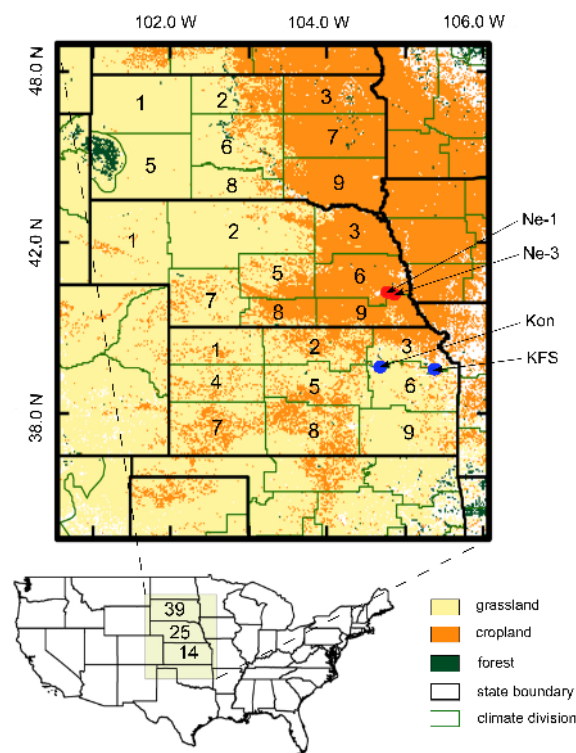 102.0 W 104.0 W 106.0 W
48.0 N
42.0 N
38.0 N
1 2 3
6 7
5
8 9
1 2 3
5 6
7
8 9
1 2 3
4 5 6
7 8 9
Ne-1
Ne-3
Kon
KFS
39
25
14
grassland
cropland
forest
state boundary
climate division